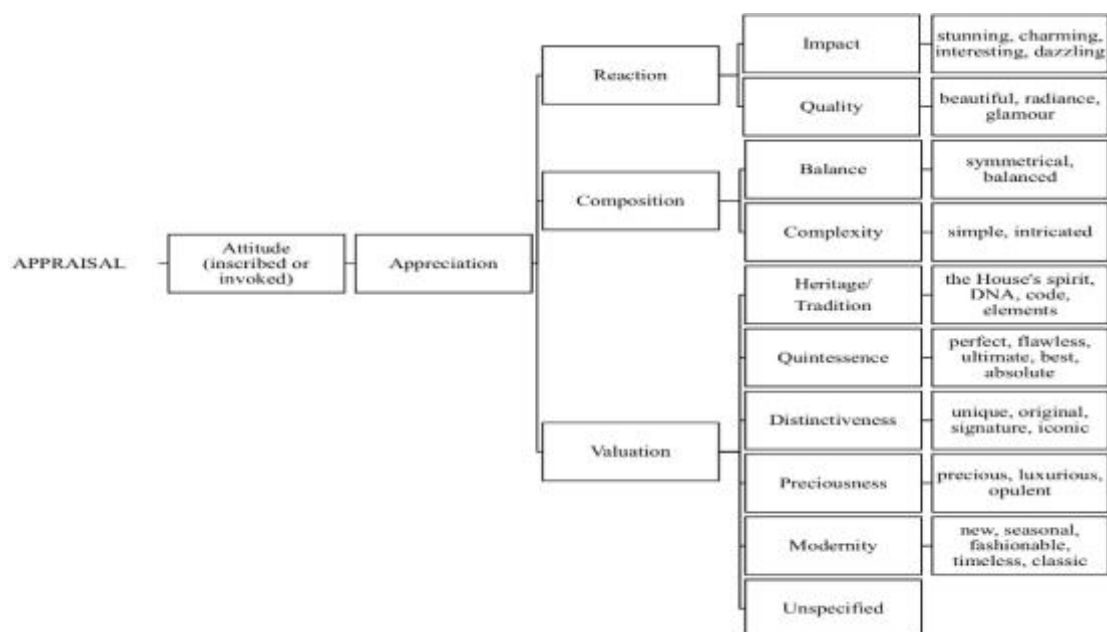 APPRAISAL
Attitude
(inscribed or
invoked)
Appreciation
Reaction
Impact
stunning, charming,
interesting, dazzling
Quality
beautiful, radiance,
glamour
Composition
Balance
symmetrical,
balanced
Complexity
simple, intricated
Valuation
Heritage/
Tradition
the House's spirit,
DNA, code,
elements
Quintessence
perfect, flawless,
ultimate, best,
absolute
Distinctiveness
unique, original,
signature, iconic
Preciousness
precious, luxurious,
opulent
Modernity
new, seasonal,
fashionable,
timeless, classic
Unspecified